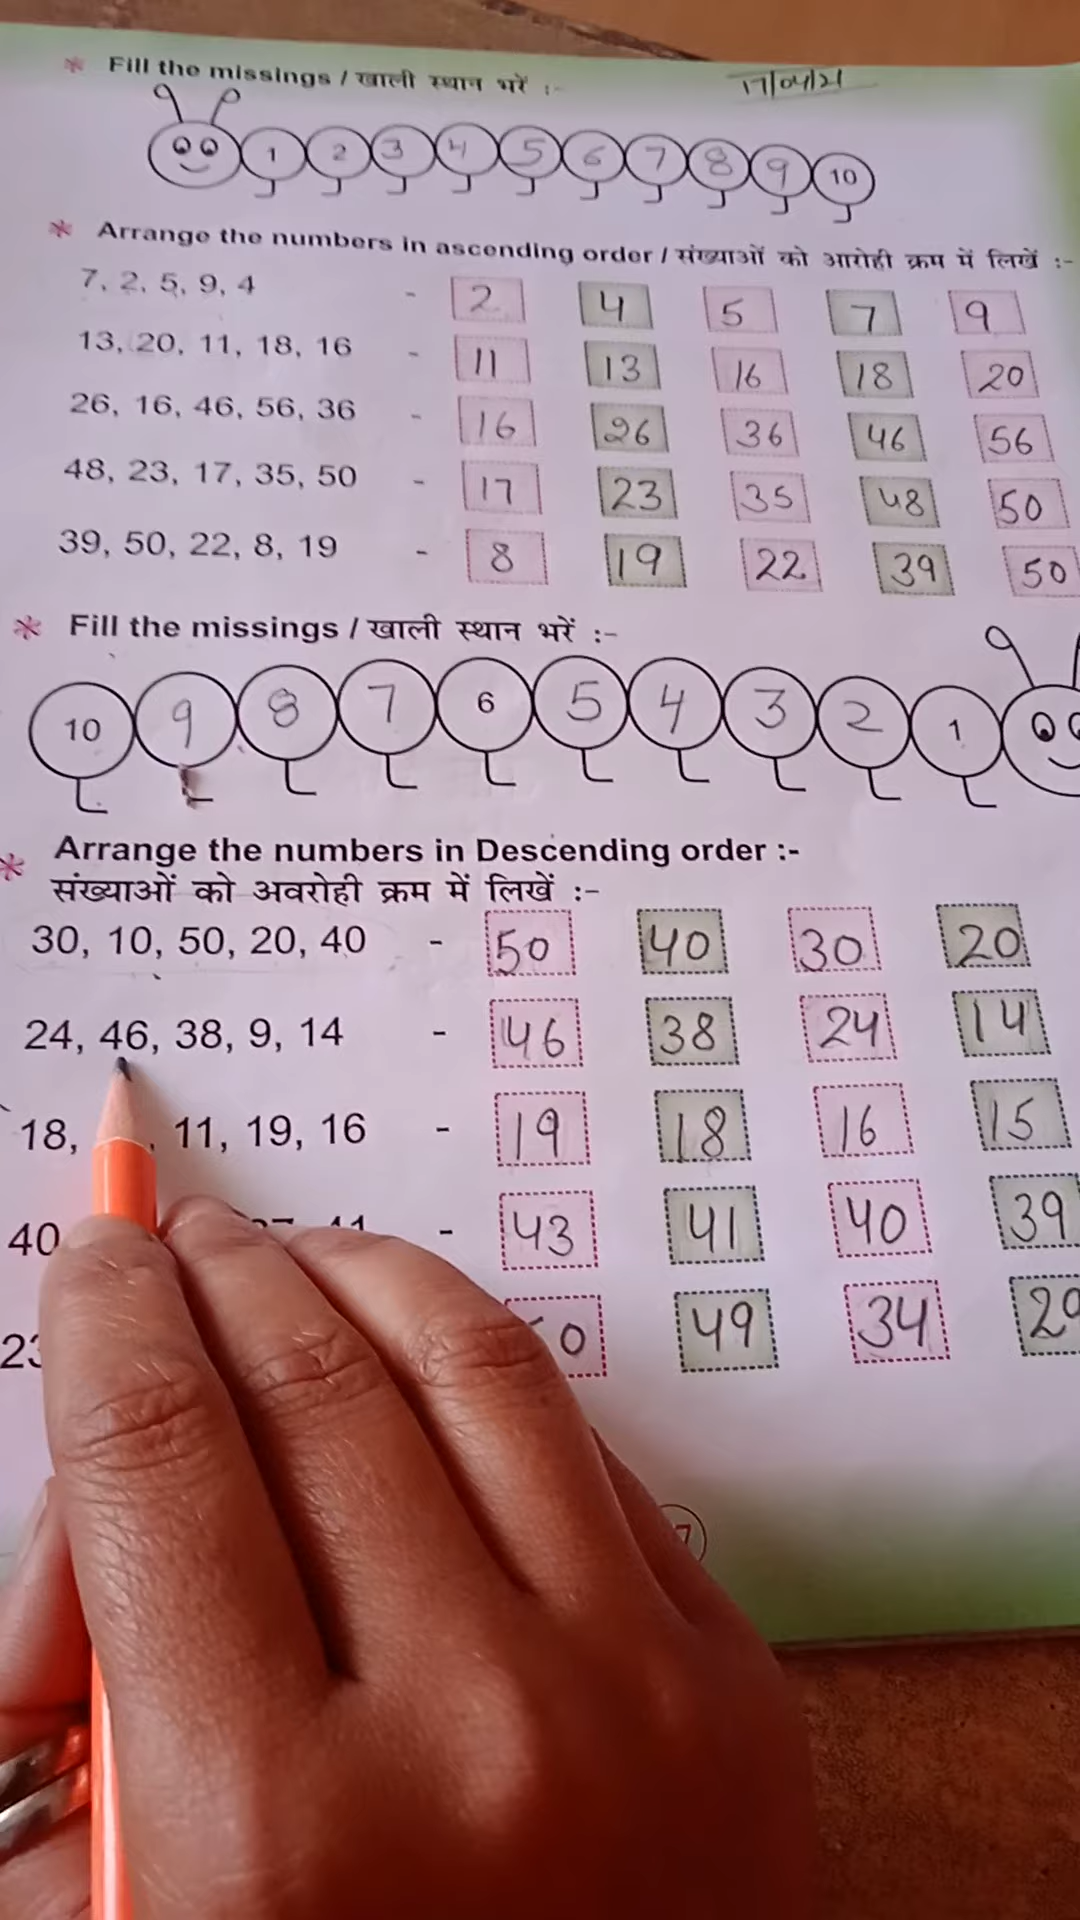 * Fill the missings / खाली स्थान भरें :-
17/04/21
1 2 3 4 5 6 7 8 9 10
* Arrange the numbers in ascending order / संख्याओं को आरोही क्रम में लिखें :-
7, 2, 5, 9, 4 - 2 4 5 7 9
13, 20, 11, 18, 16 - 11 13 16 18 20
26, 16, 46, 56, 36 - 16 26 36 46 56
48, 23, 17, 35, 50 - 17 23 35 48 50
39, 50, 22, 8, 19 - 8 19 22 39 50
* Fill the missings / खाली स्थान भरें :-
10 9 8 7 6 5 4 3 2 1
* Arrange the numbers in Descending order :-
संख्याओं को अवरोही क्रम में लिखें :-
30, 10, 50, 20, 40 - 50 40 30 20
24, 46, 38, 9, 14 - 46 38 24 14
18, , 11, 19, 16 - 19 18 16 15
40 - 43 41 40 39
49 34